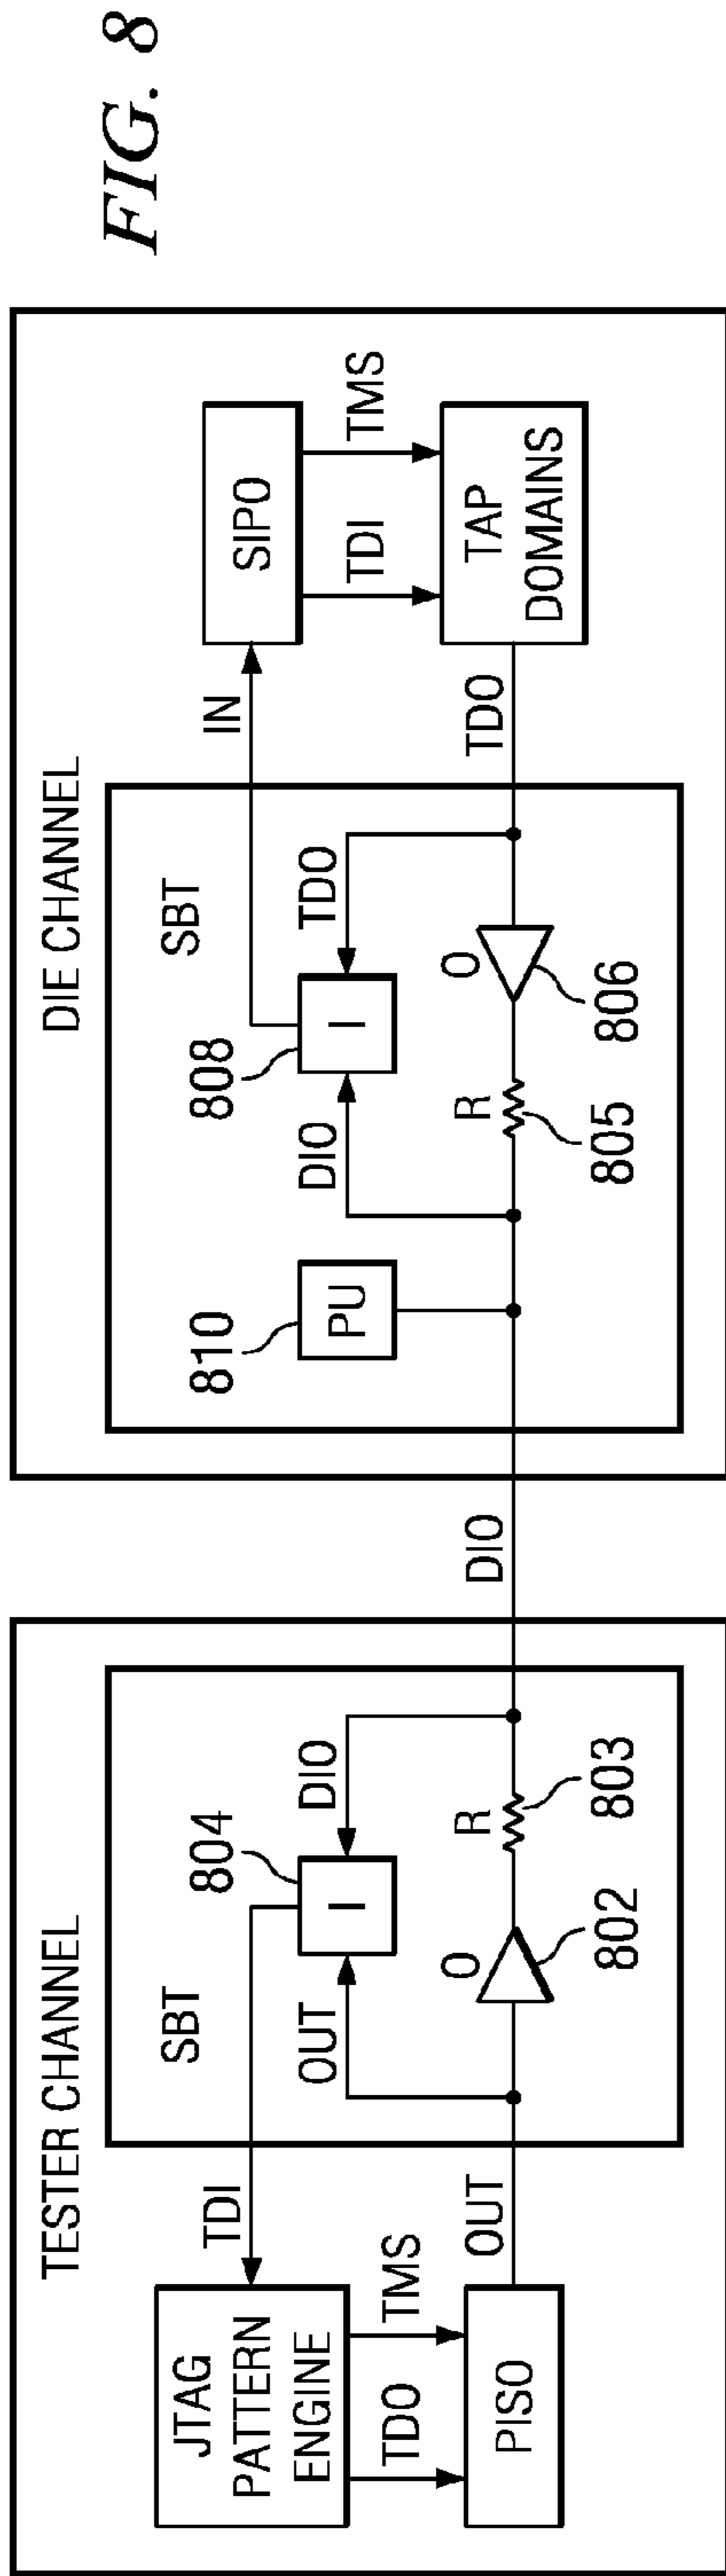 FIG. 8
TESTER CHANNEL
JTAG
PATTERN
ENGINE
TDI
TDO
TMS
PISO
OUT
SBT
804
I
OUT
DIO
O
R
802
803
DIO
DIE CHANNEL
SBT
810
PU
808
I
DIO
TDO
R
O
805
806
IN
TDO
SIPO
TDI
TMS
TAP
DOMAINS